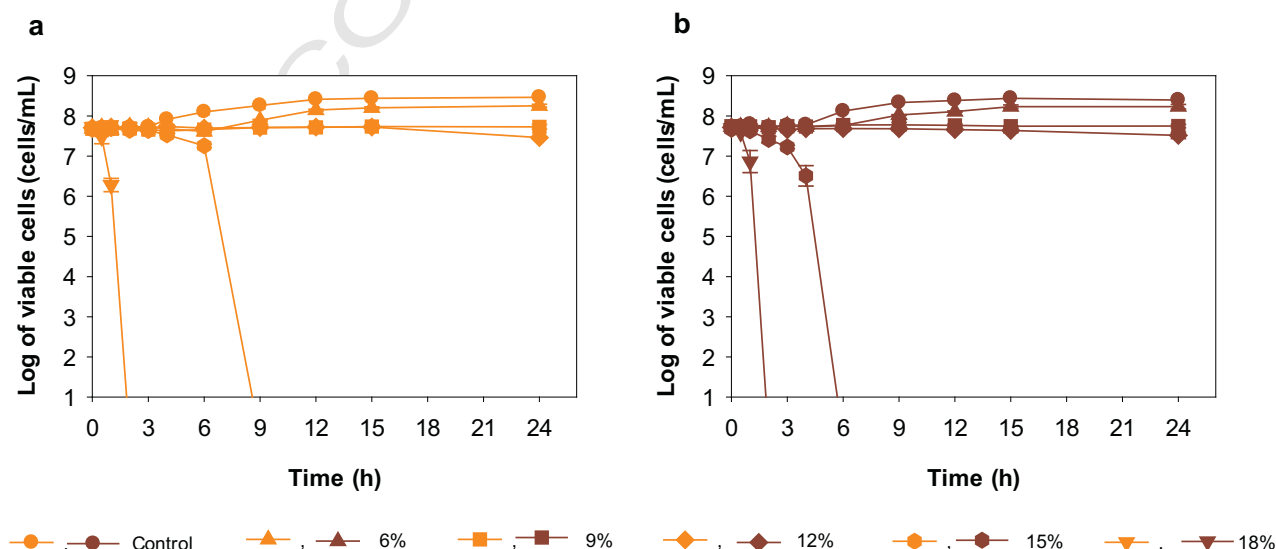 a
b
Log of viable cells (cells/mL)
9
8
7
6
5
4
3
2
1
0 3 6 9 12 15 18 21 24
Time (h)
Log of viable cells (cells/mL)
9
8
7
6
5
4
3
2
1
0 3 6 9 12 15 18 21 24
Time (h)
, Control , 6% , 9% , 12% , 15% , 18%